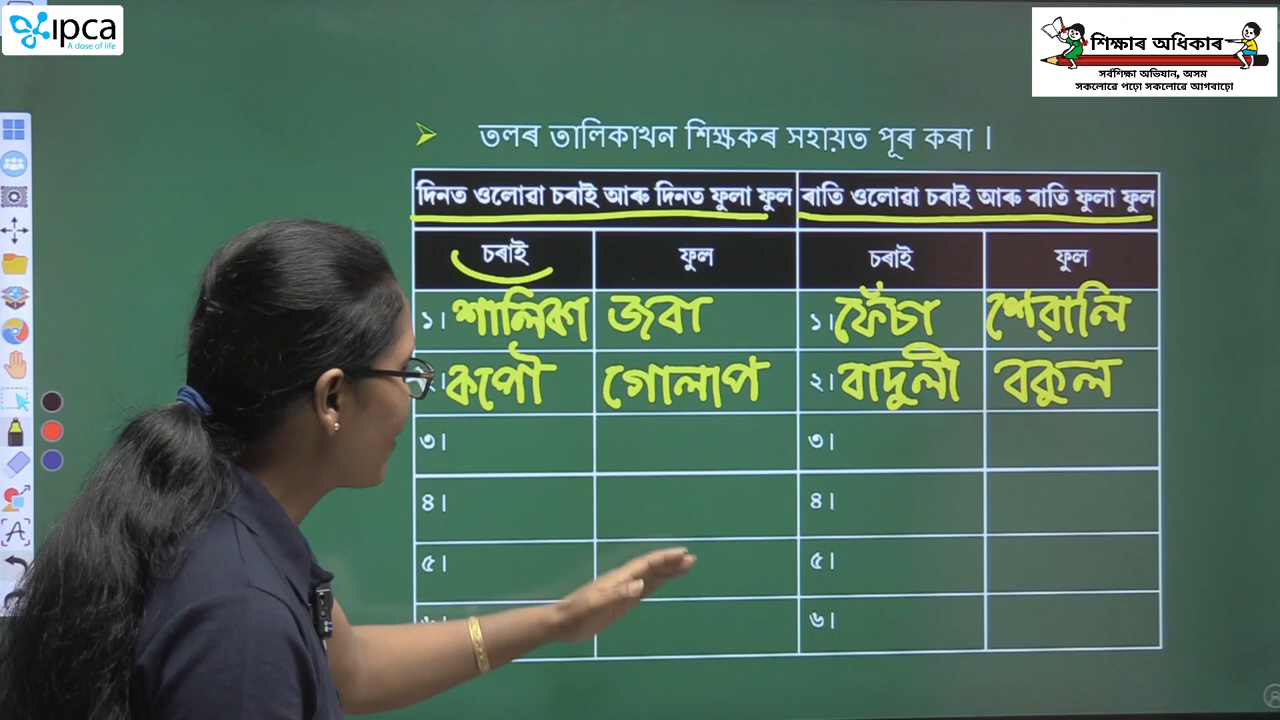 ipca
A dose of life
শিক্ষাৰ অধিকাৰ
সৰ্বশিক্ষা অভিযান, অসম
সকলোৱে পঢ়ো সকলোৱে আগবাঢ়ো
তলৰ তালিকাখন শিক্ষকৰ সহায়ত পূৰ কৰা ।
দিনত ওলোৱা চৰাই আৰু দিনত ফুলা ফুল ৰাতি ওলোৱা চৰাই আৰু ৰাতি ফুলা ফুল
চৰাই ফুল চৰাই ফুল
১। শালিকা জবা ১। ফেঁচা শেৱালি
কপৌ গোলাপ ২। বাদুলী বকুল
৩। ৩।
৪। ৪।
৫। ৫।
৬।
A